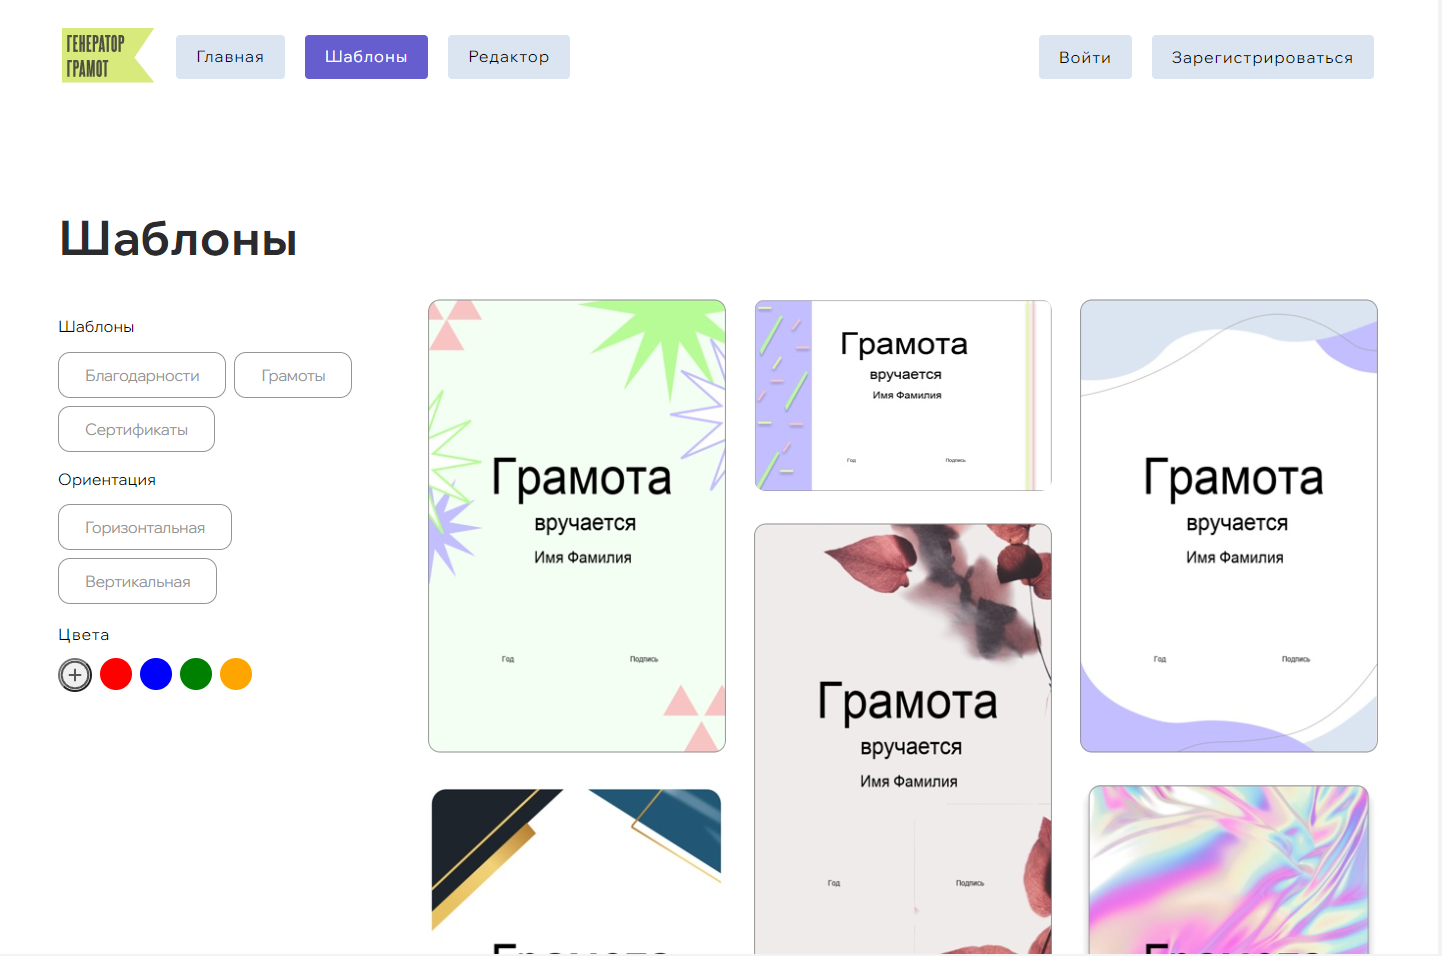 ГЕНЕРАТОР
ГРАМОТ
Главная
Шаблоны
Редактор
Войти
Зарегистрироваться
Шаблоны
Шаблоны
Благодарности
Грамоты
Сертификаты
Ориентация
Горизонтальная
Вертикальная
Цвета
+
Грамота
вручается
Имя Фамилия
Год
Подпись
Грамота
вручается
Имя Фамилия
Год
Подпись
Грамота
вручается
Имя Фамилия
Год
Подпись
Грамота
вручается
Имя Фамилия
Год
Подпись